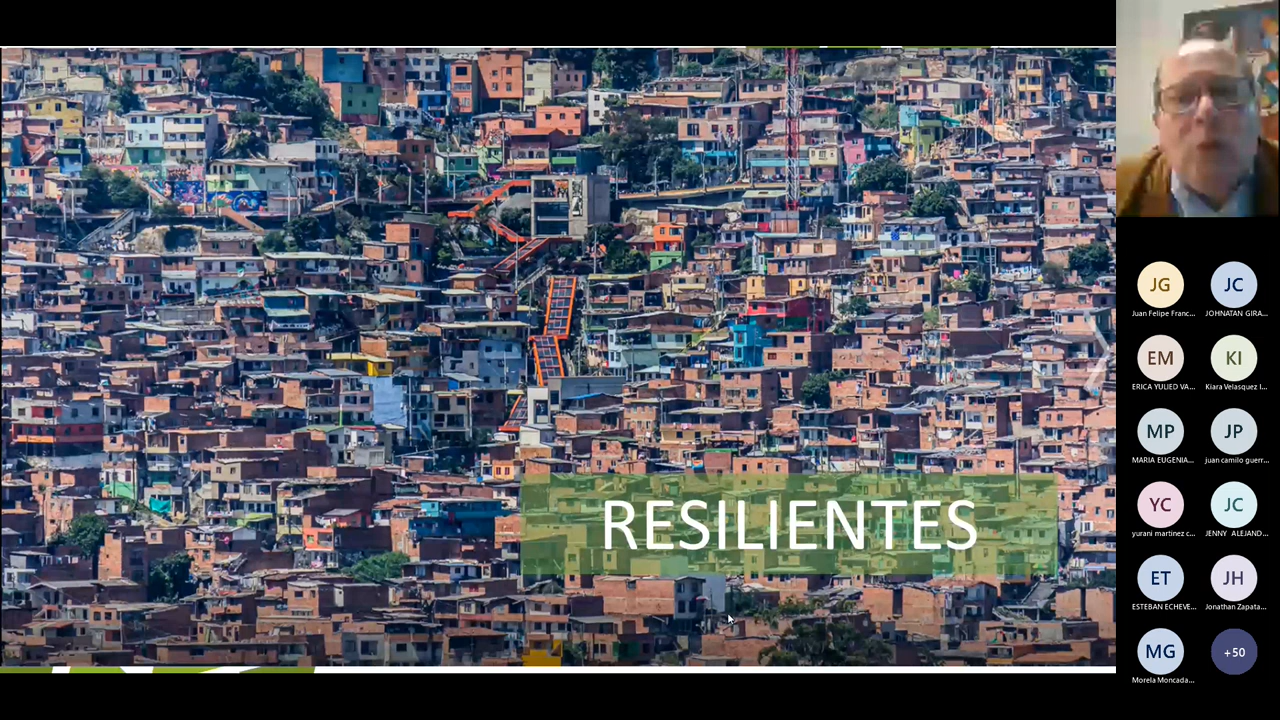 RESILIENTES
JG
JC
Juan Felipe Franc...
JOHNATAN GIRA...
EM
KI
ERICA YULIED VA...
Kiara Velasquez I...
MP
JP
MARIA EUGENIA...
juan camilo guerr...
YC
JC
yurani martinez c...
JENNY ALEJAND...
ET
JH
ESTEBAN ECHEVE...
Jonathan Zapata...
MG
+50
Morela Moncada...